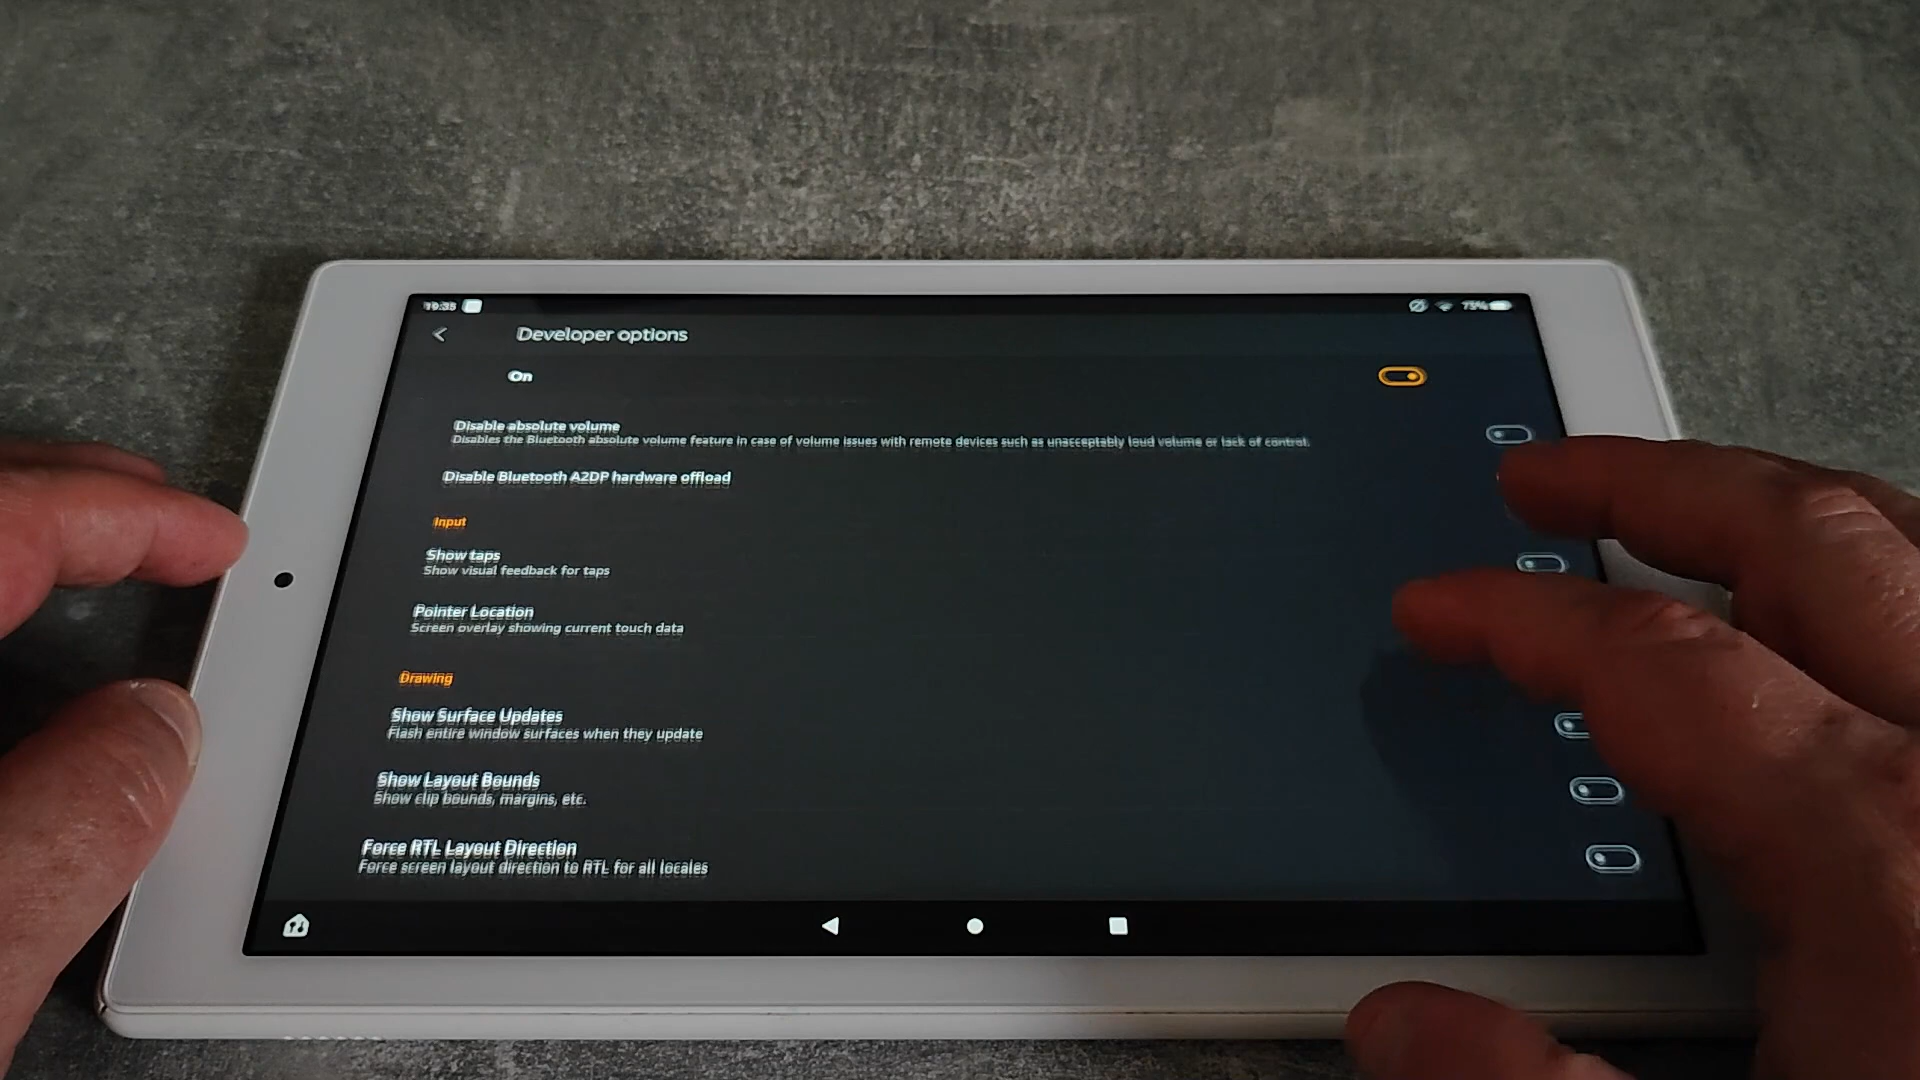 19:35
75%
Developer options
On
Disable absolute volume
Disables the Bluetooth absolute volume feature in case of volume issues with remote devices such as unacceptably loud volume or lack of control.
Disable Bluetooth A2DP hardware offload
Input
Show taps
Show visual feedback for taps
Pointer Location
Screen overlay showing current touch data
Drawing
Show Surface Updates
Flash entire window surfaces when they update
Show Layout Bounds
Show clip bounds, margins, etc.
Force RTL Layout Direction
Force screen layout direction to RTL for all locales